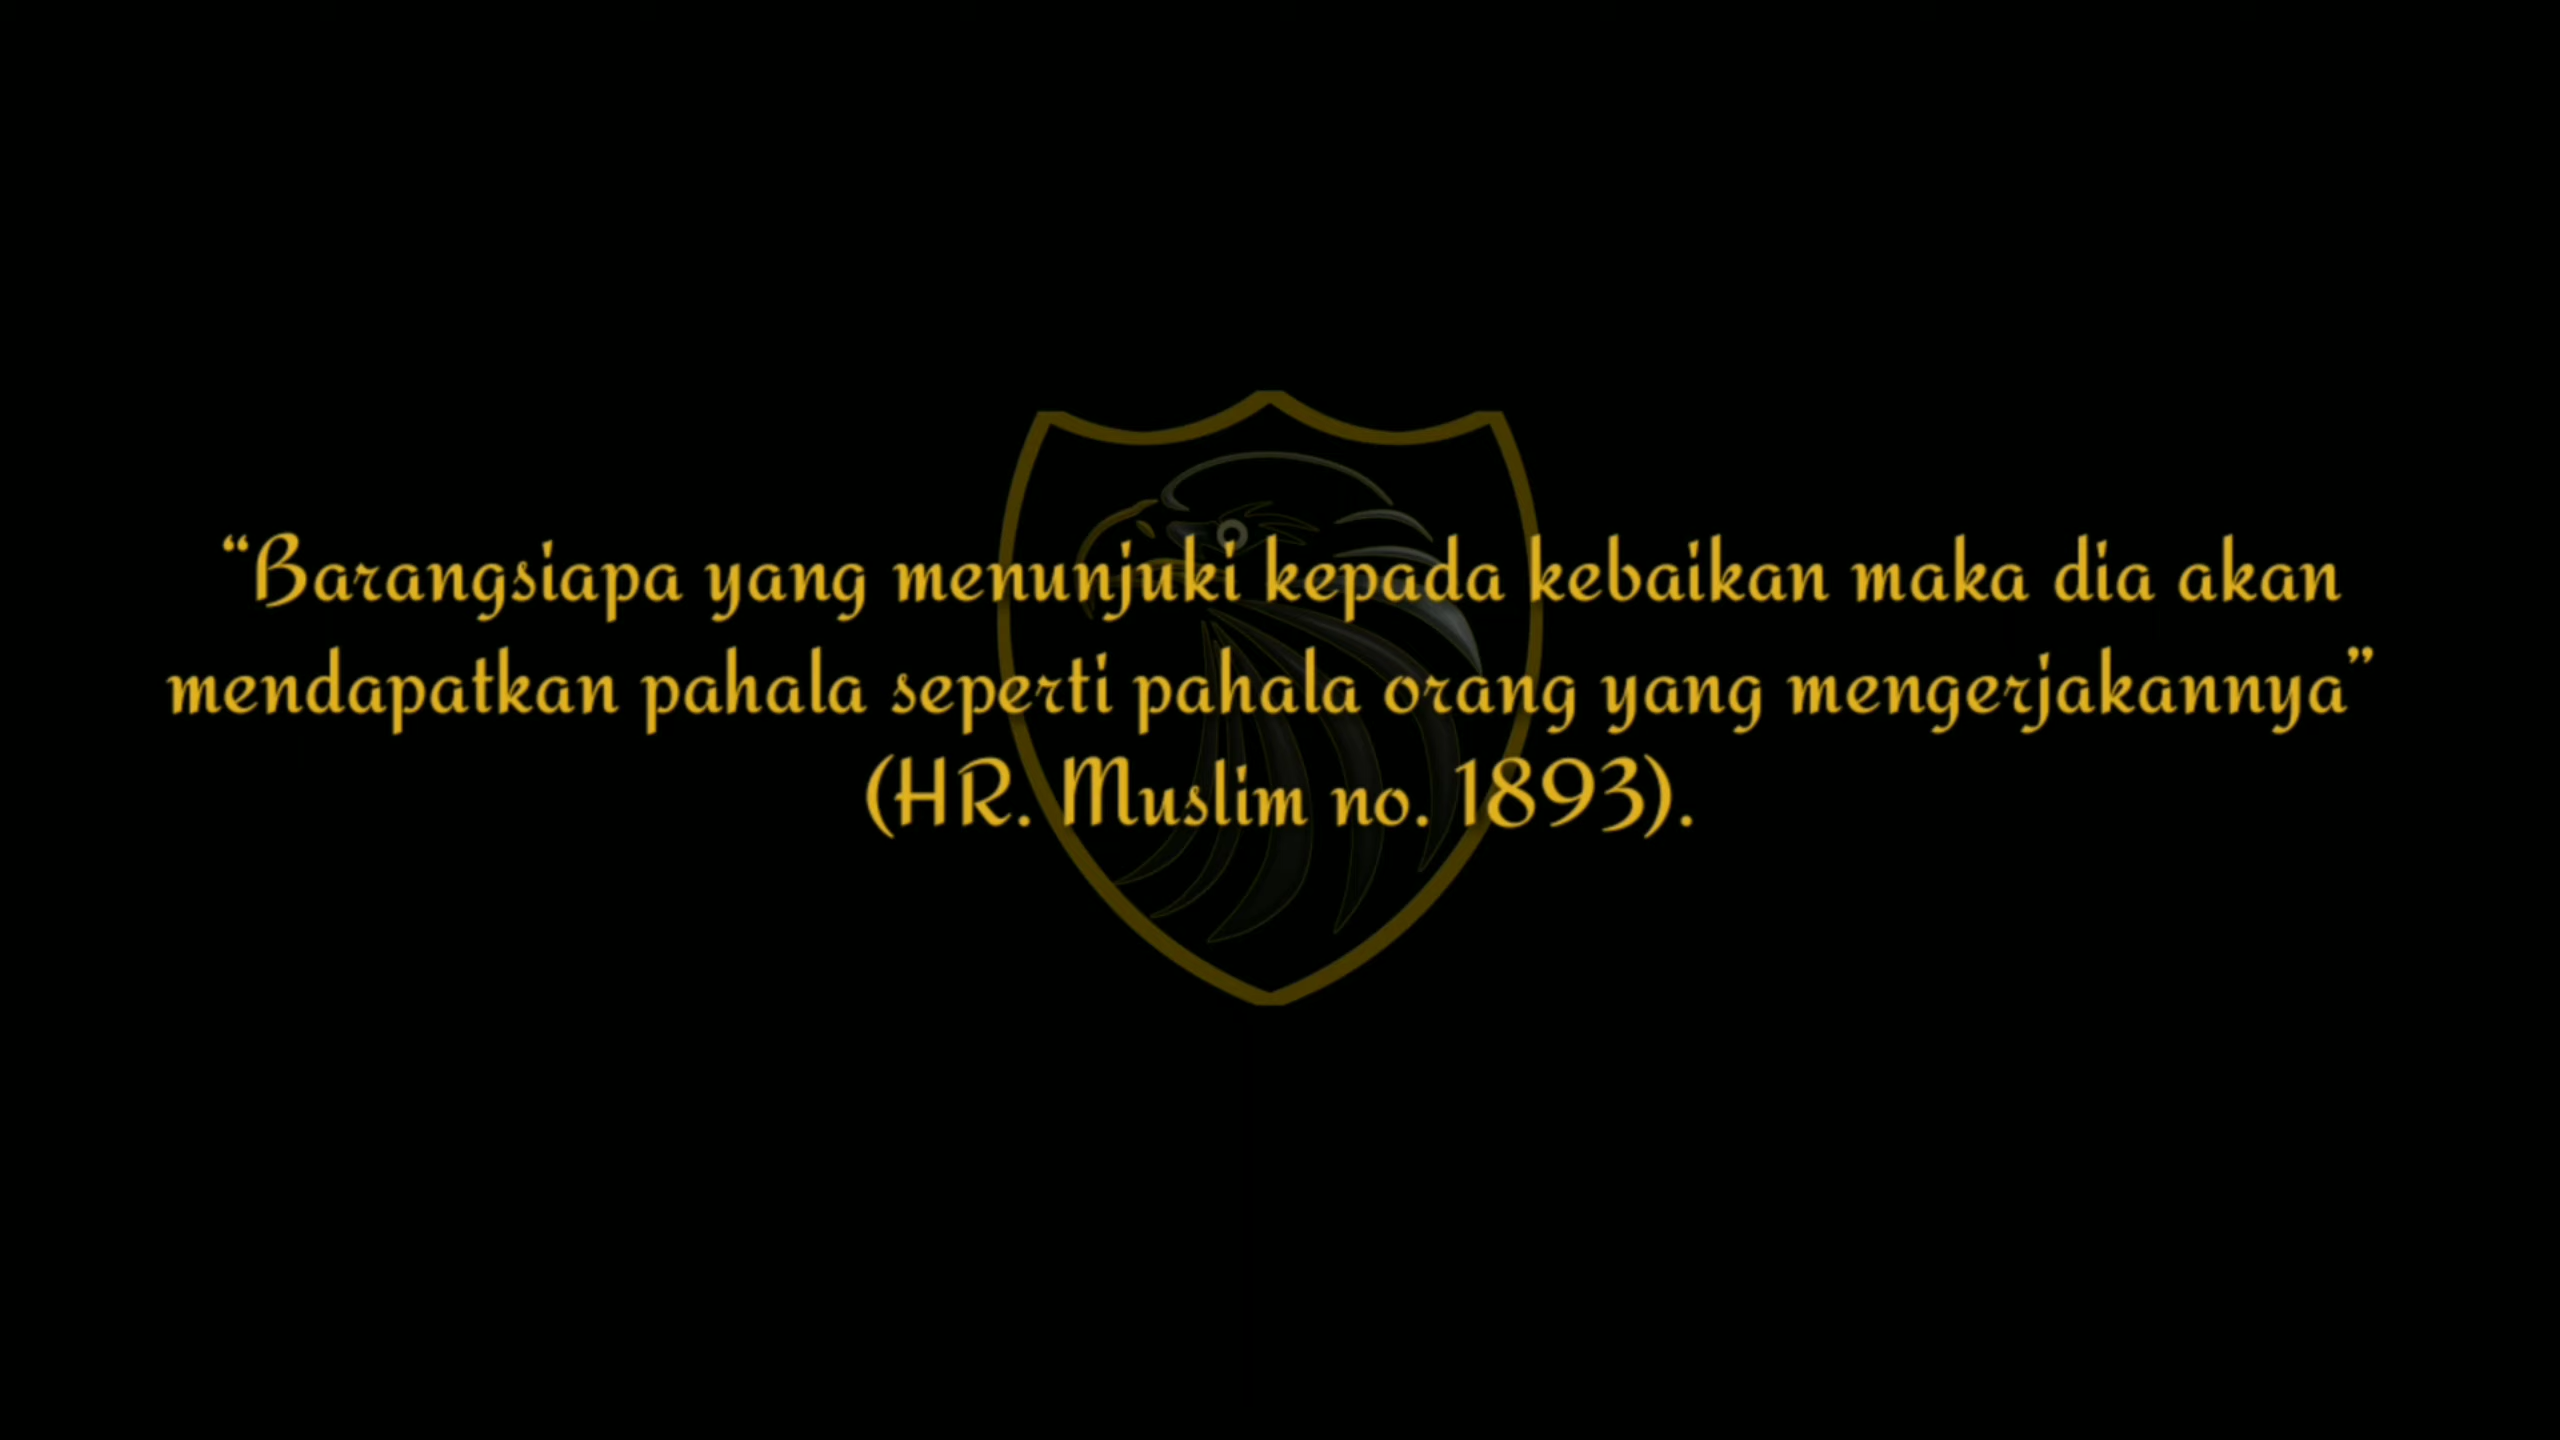 “Barangsiapa yang menunjuki kepada kebaikan maka dia akan
mendapatkan pahala seperti pahala orang yang mengerjakannya”
(HR. Muslim no. 1893).